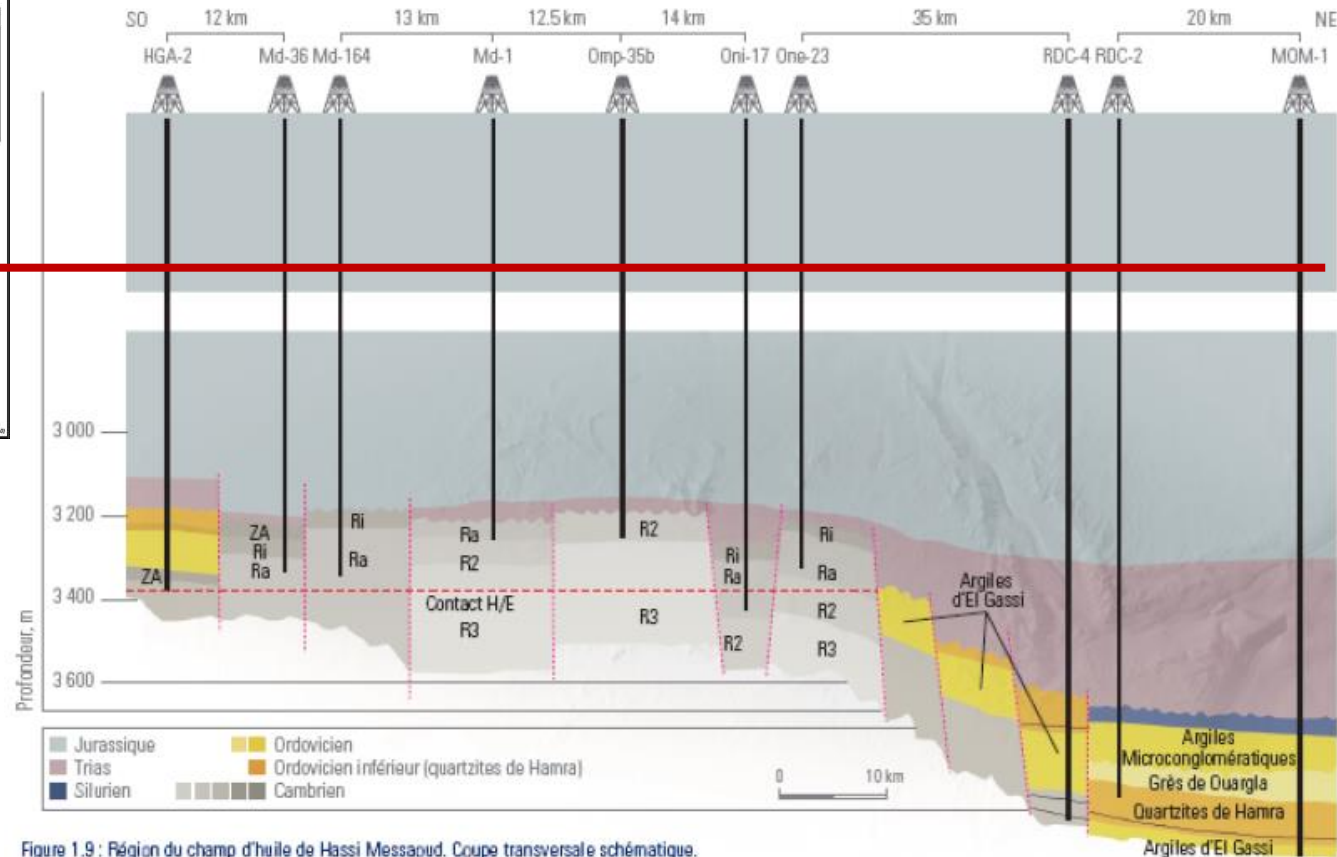 SO 12 km 13 km 12.5 km 14 km 35 km 20 km NE
HGA-2 Md-36 Md-164 Md-1 Omp-35b Oni-17 One-23 RDC-4 RDC-2 MOM-1
Profondeur, m
3 000
3 200
3 400
3 600
ZA
ZA
Ri
Ra
Ri
Ra
Ra
R2
Contact H/E
R3
R2
R3
Ri
Ra
R2
Ri
Ra
R2
R3
Argiles
d'El Gassi
Argiles
Microconglomératiques
Grès de Ouargla
Quartzites de Hamra
Argiles d'El Gassi
Jurassique
Trias
Silurien
Ordovicien
Ordovicien inférieur (quartzites de Hamra)
Cambrien
0 10 km
Figure 1.9 : Région du champ d'huile de Hassi Messaoud. Coupe transversale schématique.